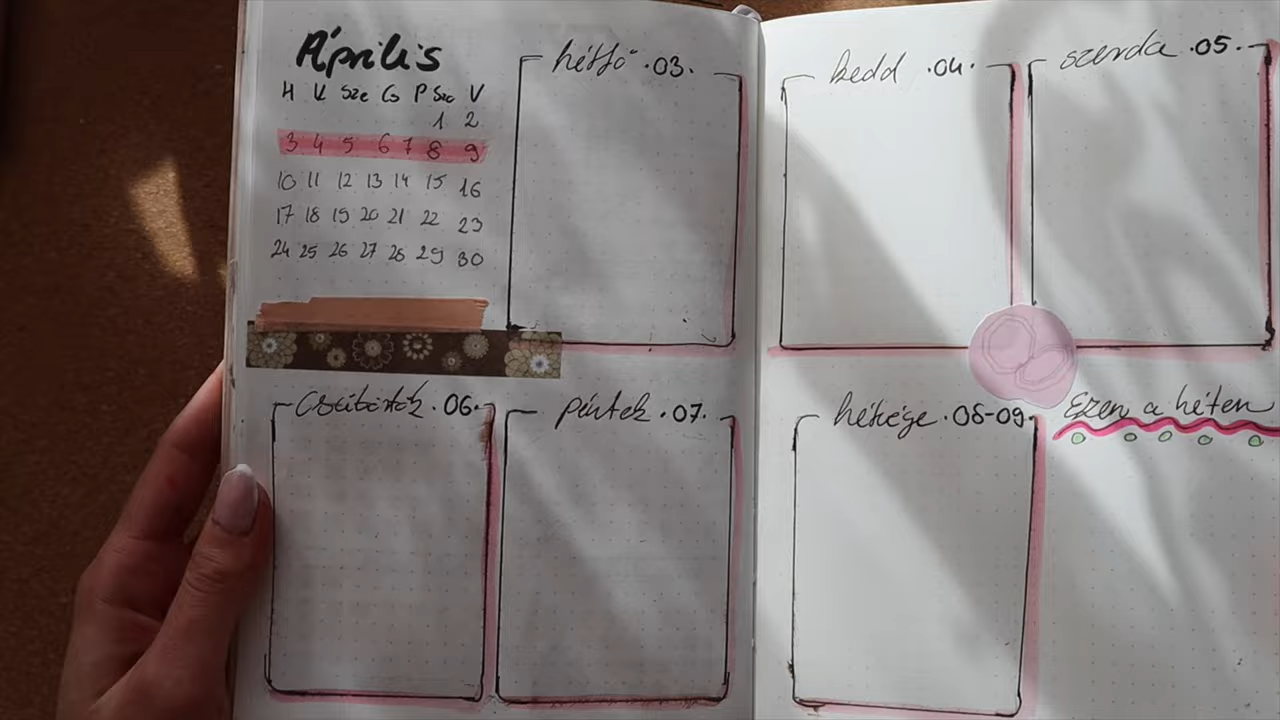 Április
H K Sze Cs P Szo V
1 2
3 4 5 6 7 8 9
10 11 12 13 14 15 16
17 18 19 20 21 22 23
24 25 26 27 28 29 30
hétfő .03.
kedd .04.
szerda .05.
Csütörtök .06.
péntek .07.
hétvége .08-09.
Ezen a héten